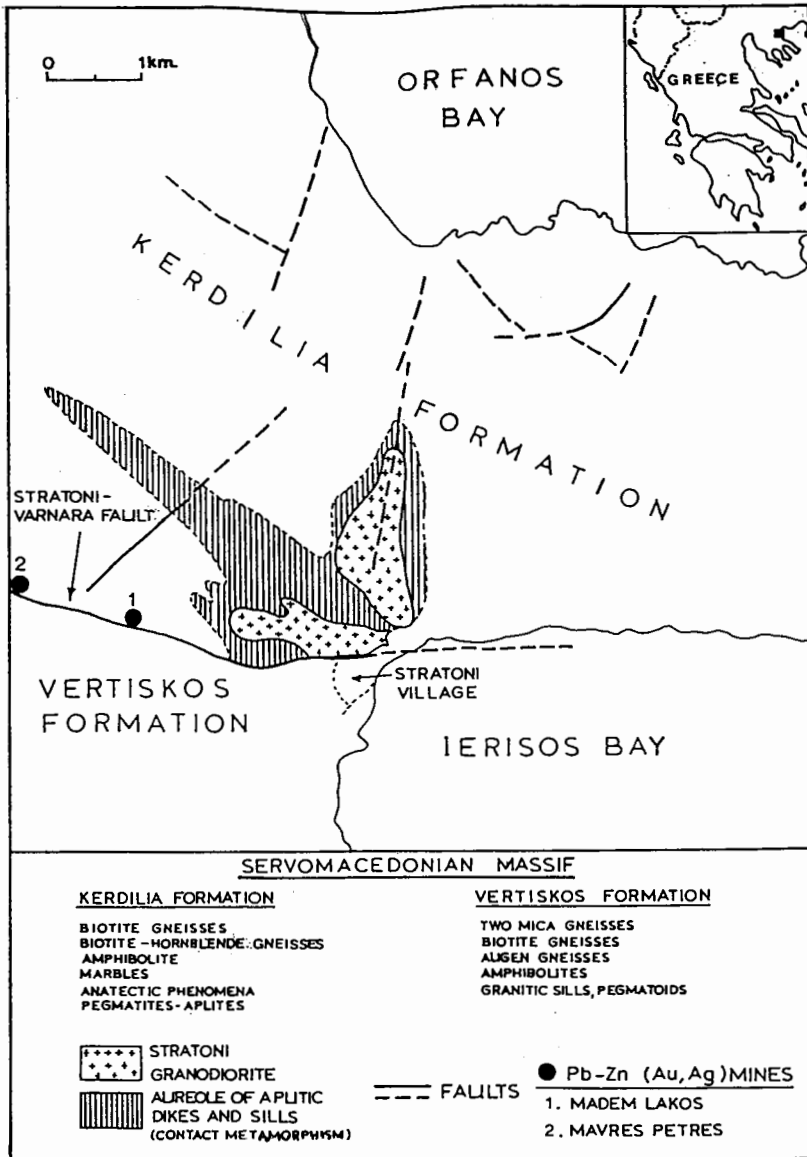 0 1km.
ORFANOS
BAY
GREECE
KERDILIA
FORMATION
STRATONI-
VARNARA FAULT
2
1
STRATONI
VILLAGE
VERTISKOS
FORMATION
IERISOS BAY
SERVOMACEDONIAN MASSIF
KERDILIA FORMATION
BIOTITE GNEISSES
BIOTITE-HORNBLENDE GNEISSES
AMPHIBOLITE
MARBLES
ANATECTIC PHENOMENA
PEGMATITES-APLITES
VERTISKOS FORMATION
TWO MICA GNEISSES
BIOTITE GNEISSES
AUGEN GNEISSES
AMPHIBOLITES
GRANITIC SILLS, PEGMATOIDS
STRATONI
GRANODIORITE
AUREOLE OF APLITIC
DIKES AND SILLS
(CONTACT METAMORPHISM)
FAULTS
Pb-Zn (Au,Ag) MINES
1. MADEM LAKOS
2. MAVRES PETRES